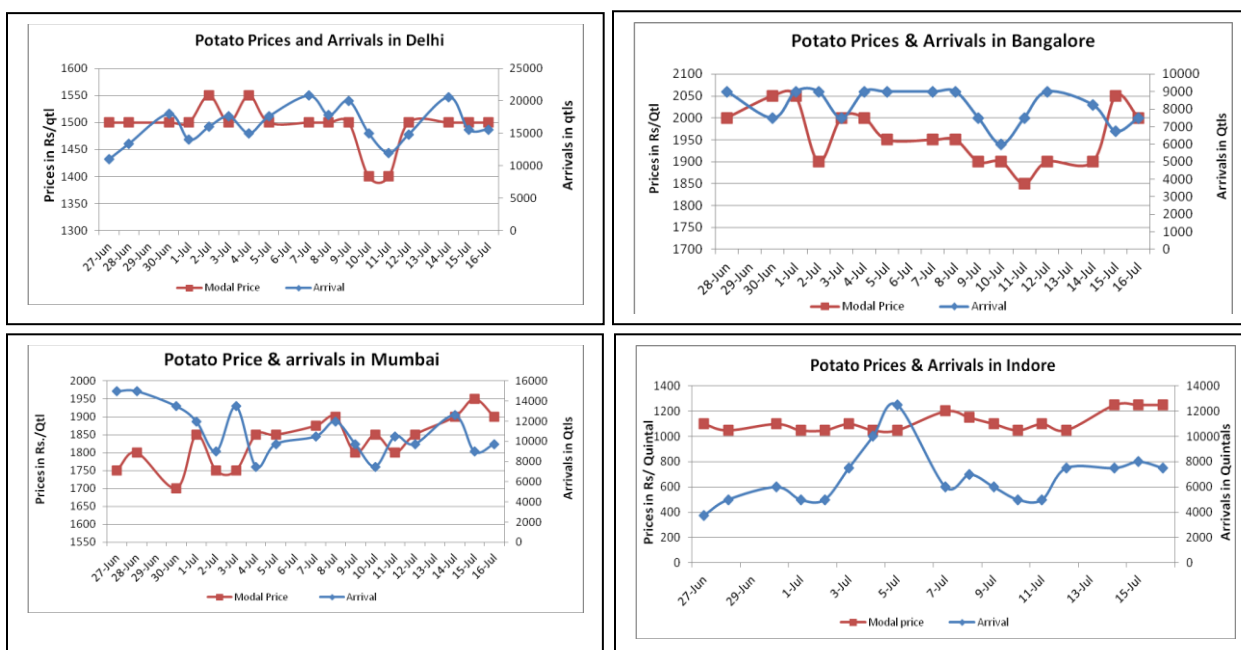 Potato Prices and Arrivals in Delhi
Prices in Rs/qtl
1600
1550
1500
1450
1400
1350
1300
25000
20000
15000
10000
5000
0
Arrivals in qtls
27-Jun
28-Jun
29-Jun
30-Jun
1-Jul
2-Jul
3-Jul
4-Jul
5-Jul
6-Jul
7-Jul
8-Jul
9-Jul
10-Jul
11-Jul
12-Jul
13-Jul
14-Jul
15-Jul
16-Jul
Modal Price Arrival
Potato Prices & Arrivals in Bangalore
Prices in Rs/Qtl
2100
2050
2000
1950
1900
1850
1800
1750
1700
10000
9000
8000
7000
6000
5000
4000
3000
2000
1000
0
Arrivals in Qtls
28-Jun
29-Jun
30-Jun
1-Jul
2-Jul
3-Jul
4-Jul
5-Jul
6-Jul
7-Jul
8-Jul
9-Jul
10-Jul
11-Jul
12-Jul
13-Jul
14-Jul
15-Jul
16-Jul
Modal Price Arrival
Potato Price & arrivals in Mumbai
Prices in Rs/Qtl
2000
1950
1900
1850
1800
1750
1700
1650
1600
1550
16000
14000
12000
10000
8000
6000
4000
2000
0
Arrivals in Qtls
27-Jun
28-Jun
29-Jun
30-Jun
1-Jul
2-Jul
3-Jul
4-Jul
5-Jul
6-Jul
7-Jul
8-Jul
9-Jul
10-Jul
11-Jul
12-Jul
13-Jul
14-Jul
15-Jul
16-Jul
Modal Price Arrival
Potato Prices & Arrivals in Indore
Prices in Rs/ Quintal
1400
1200
1000
800
600
400
200
0
14000
12000
10000
8000
6000
4000
2000
0
Arrivals in Quintals
27-Jun
29-Jun
1-Jul
3-Jul
5-Jul
7-Jul
9-Jul
11-Jul
13-Jul
15-Jul
Modal price Arrival